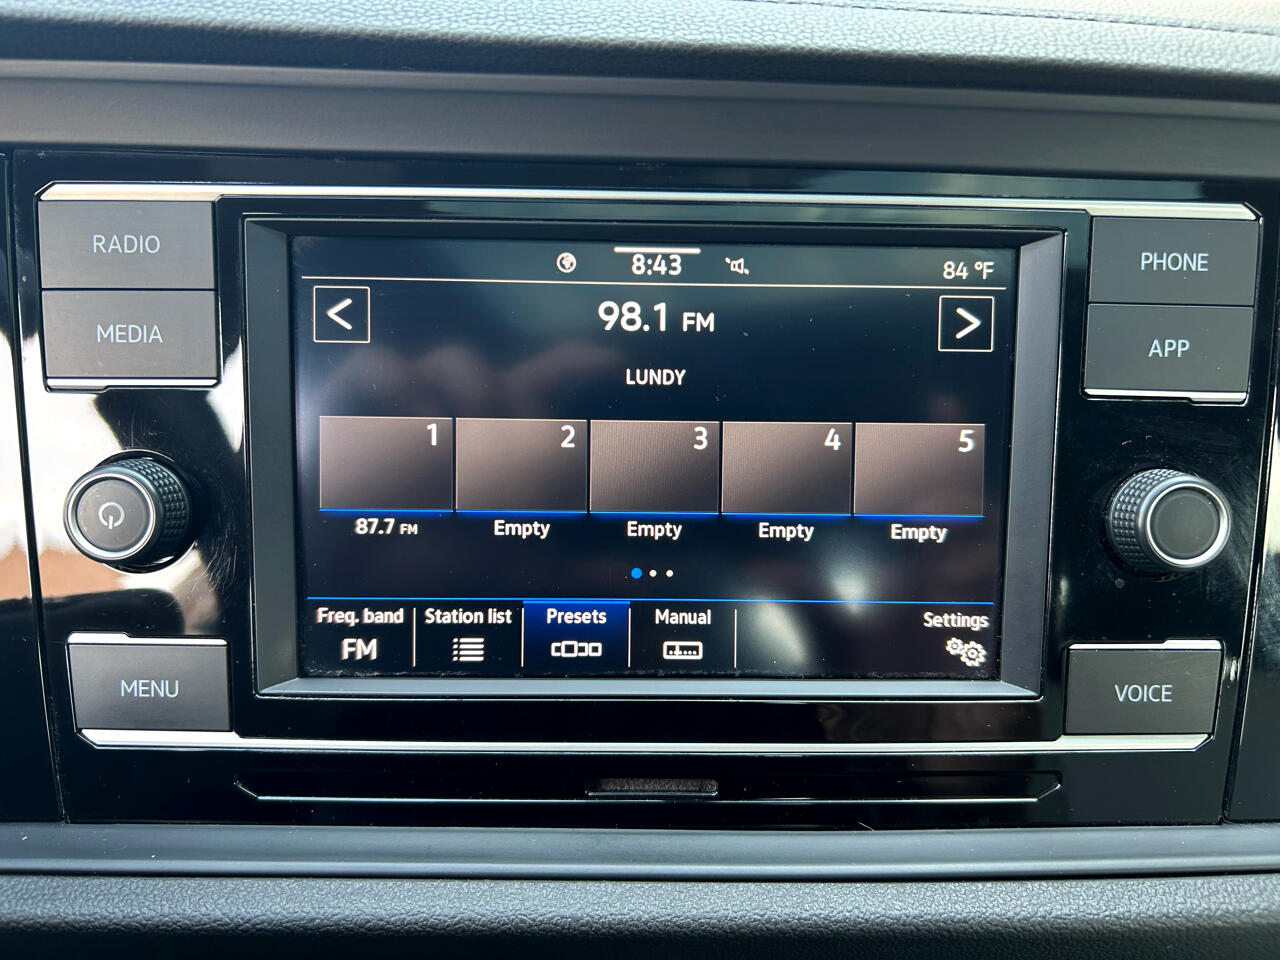 RADIO
MEDIA
MENU
8:43
84 °F
98.1 FM
LUNDY
1 2 3 4 5
87.7 FM Empty Empty Empty Empty
Freq. band Station list Presets Manual Settings
FM
PHONE
APP
VOICE